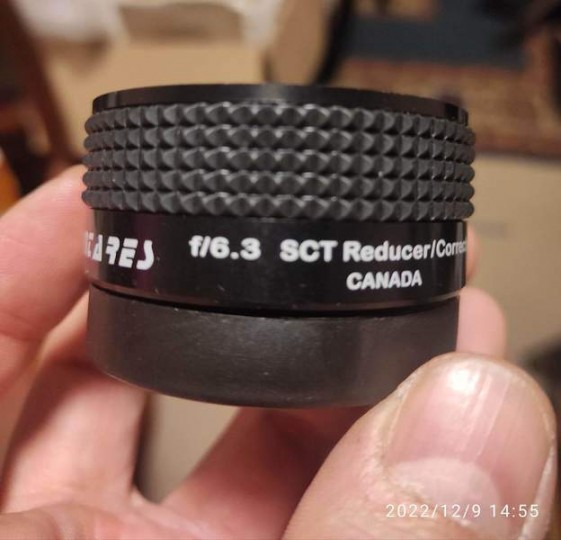 f/6.3 SCT Reducer/Correc
CANADA
2022/12/9 14:55